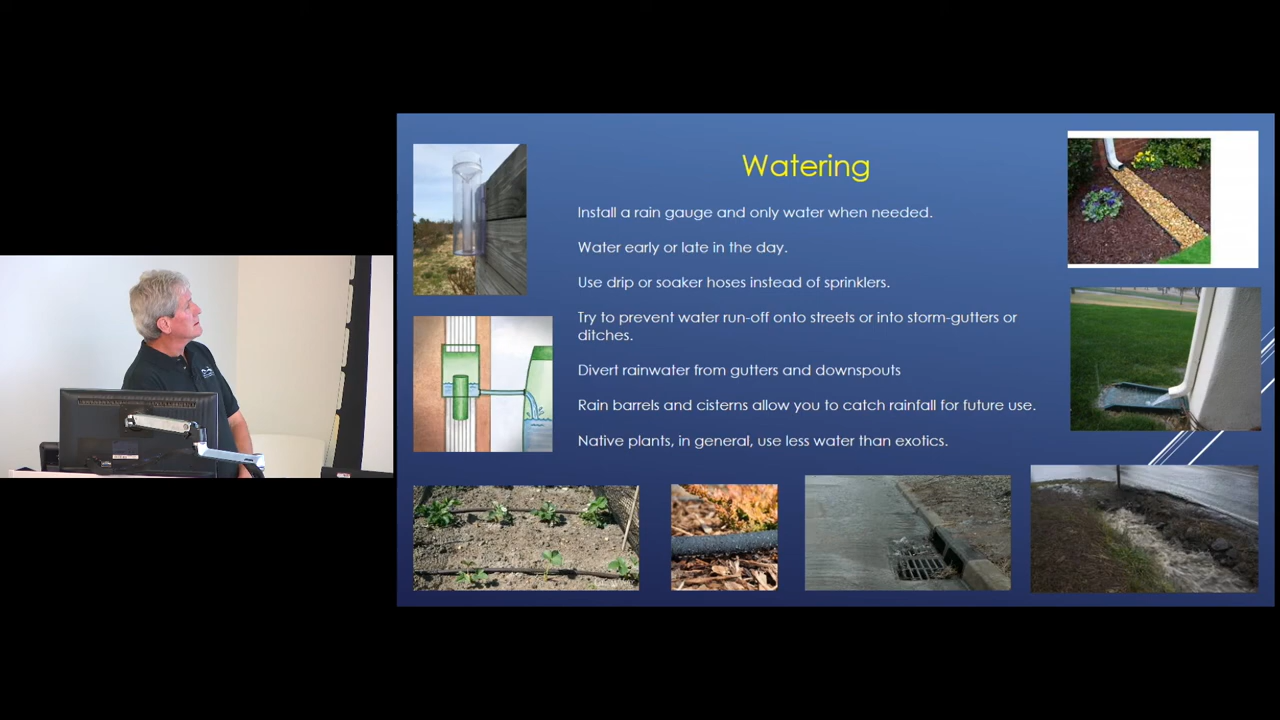 Watering
Install a rain gauge and only water when needed.
Water early or late in the day.
Use drip or soaker hoses instead of sprinklers.
Try to prevent water run-off onto streets or into storm-gutters or
ditches.
Divert rainwater from gutters and downspouts
Rain barrels and cisterns allow you to catch rainfall for future use.
Native plants, in general, use less water than exotics.